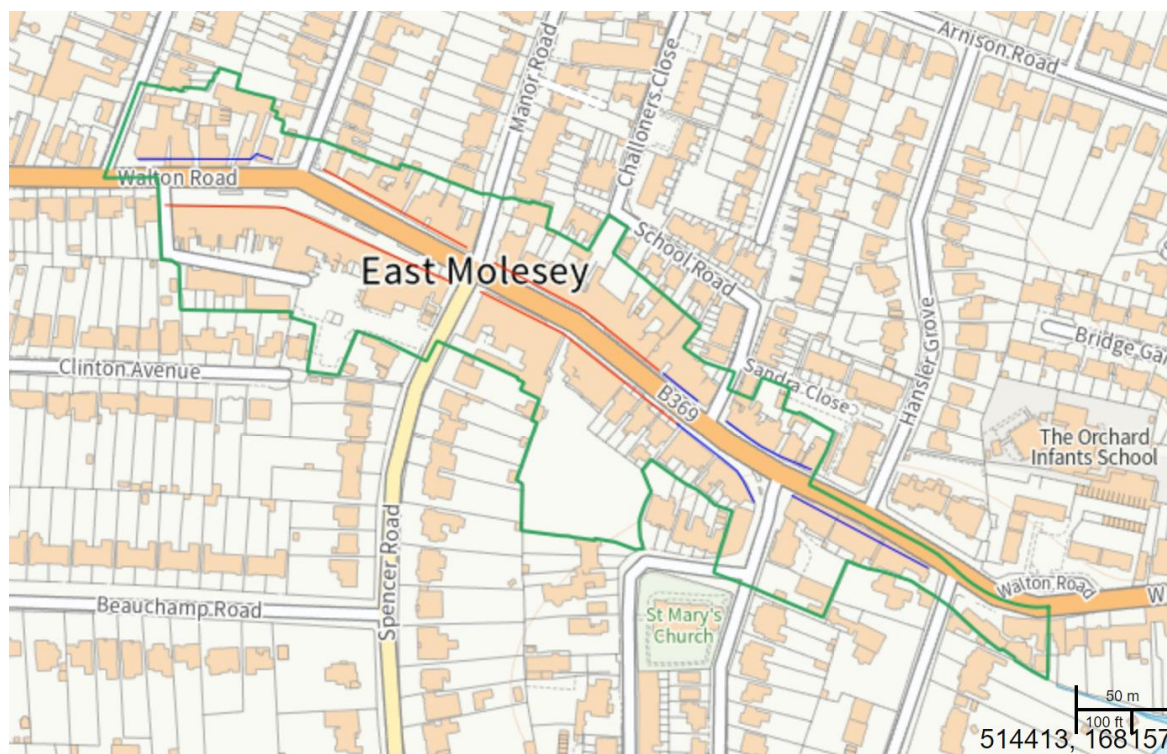 Arnison Road
Manor Road
Challoners Close
Walton Road
School Road
East Molesey
Hansler Grove
Bridge Ga
Clinton Avenue
Sandra Close
B369
The Orchard
Infants School
Spencer Road
Walton Road
W
Beauchamp Road
St Mary's
Church
50 m
100 ft
514413, 168157